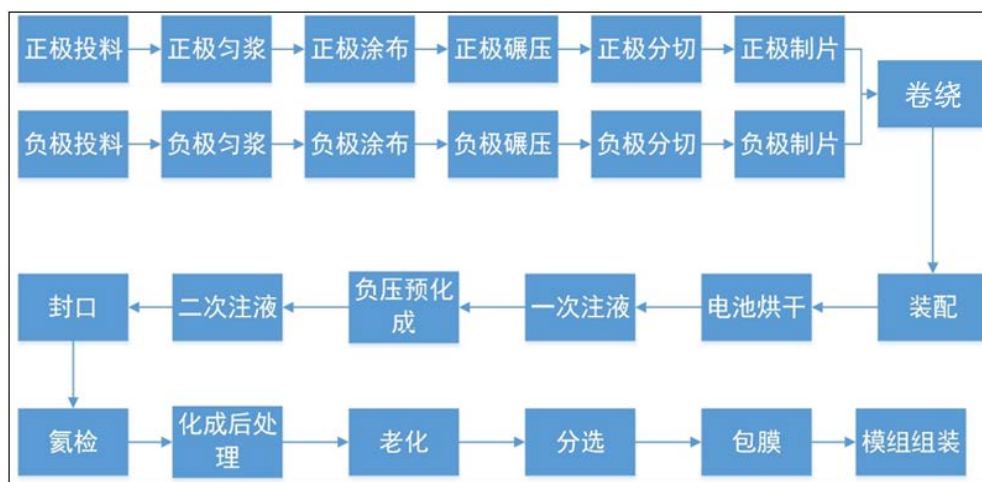 正极投料
正极匀浆
正极涂布
正极碾压
正极分切
正极制片
卷绕
负极投料
负极匀浆
负极涂布
负极碾压
负极分切
负极制片
封口
二次注液
负压预化
成
一次注液
电池烘干
装配
氦检
化成后处
理
老化
分选
包膜
模组组装